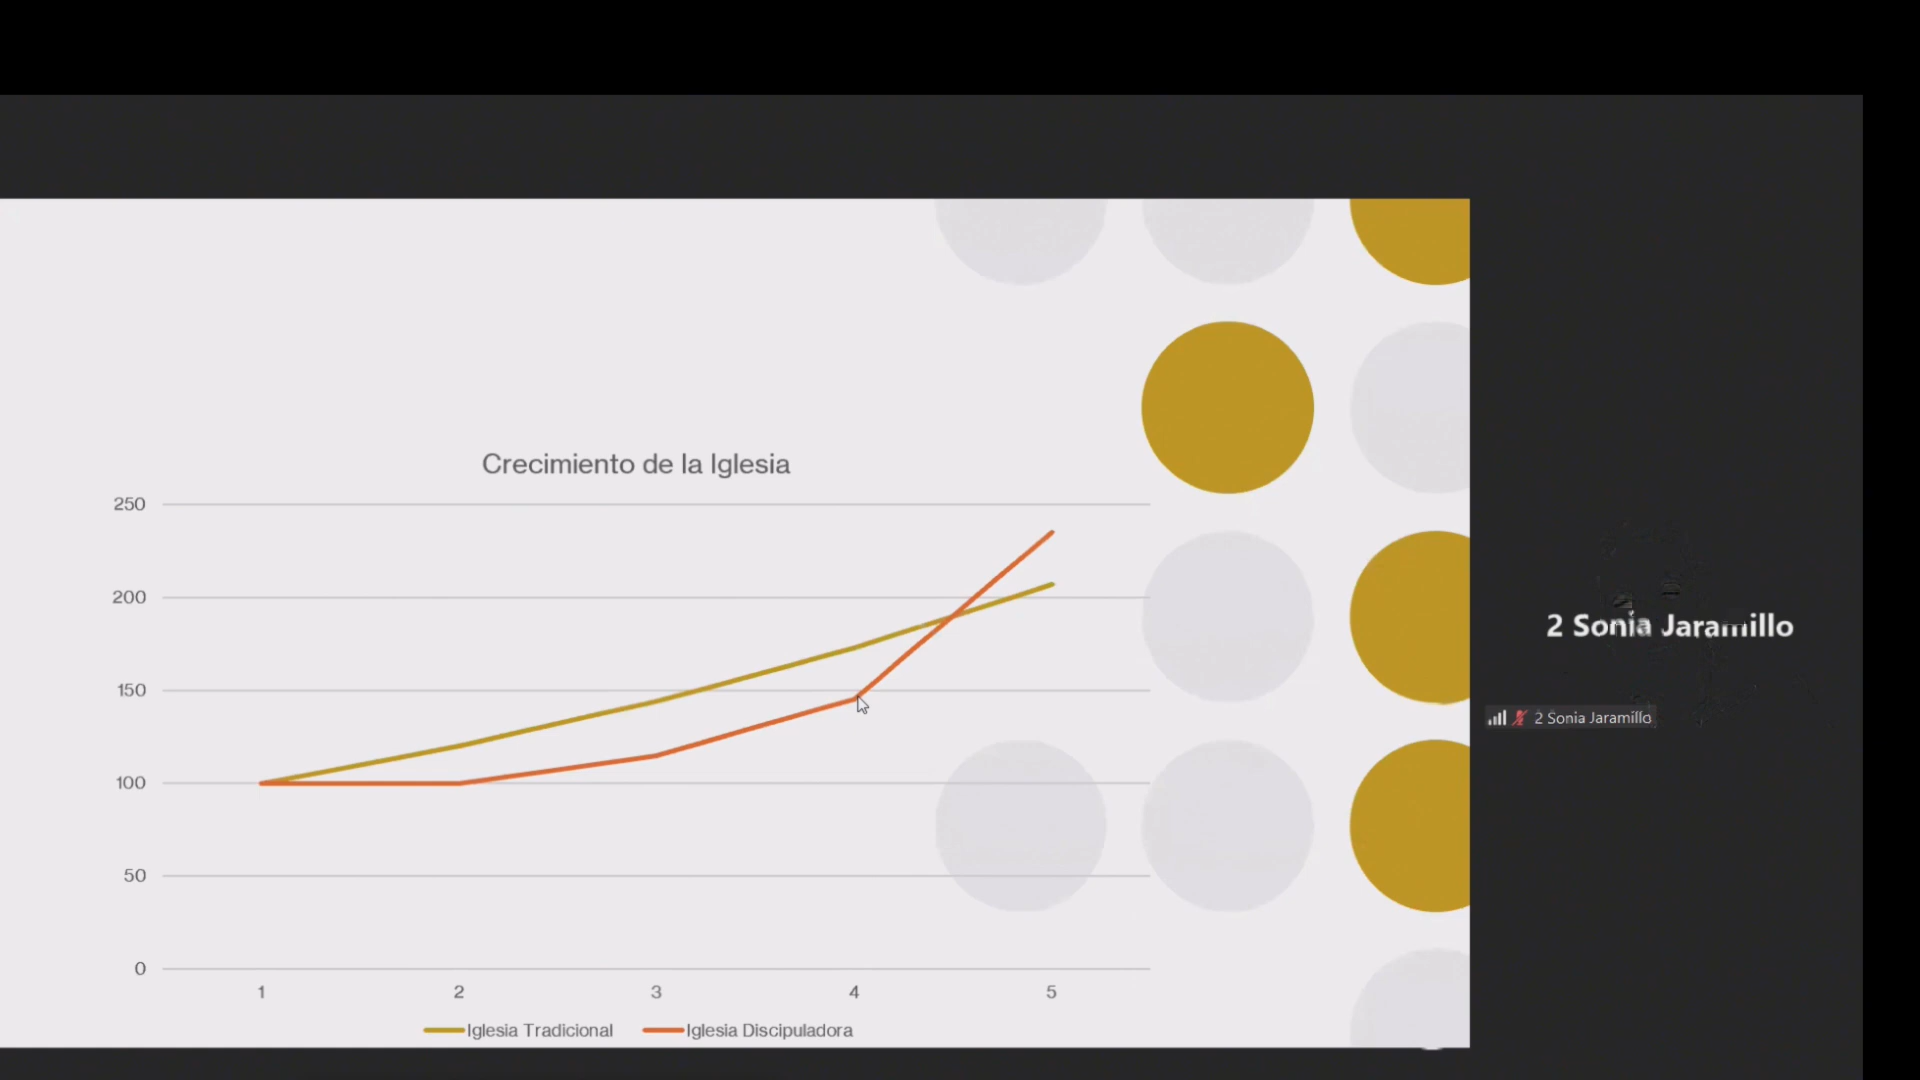 Crecimiento de la Iglesia
250
200
150
100
50
0
1 2 3 4 5
Iglesia Tradicional Iglesia Discipuladora
2 Sonia Jaramillo
2 Sonia Jaramillo